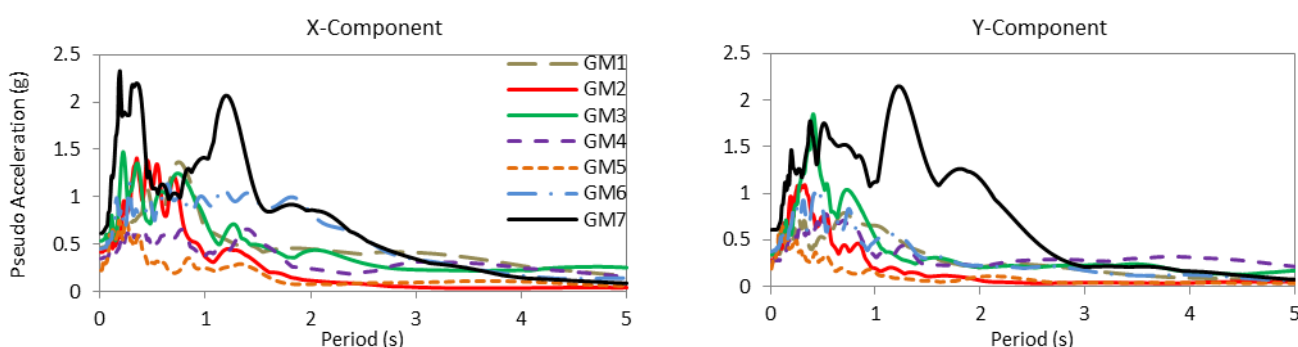 X-Component
Pseudo Acceleration (g)
2.5
2
1.5
1
0.5
0
0 1 2 3 4 5
Period (s)
GM1
GM2
GM3
GM4
GM5
GM6
GM7
Y-Component
2.5
2
1.5
1
0.5
0
0 1 2 3 4 5
Period (s)